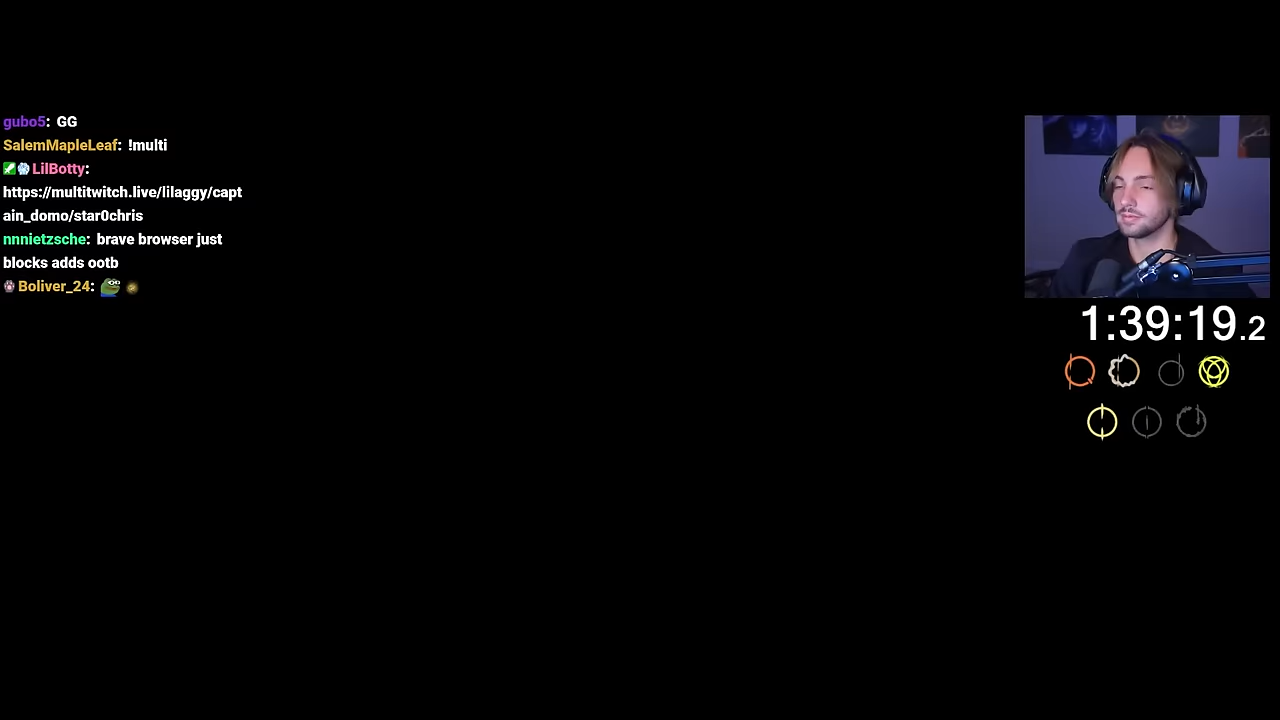 gubo5: GG
SalemMapleLeaf: !multi
LilBotty:
https://multitwitch.live/lilaggy/capt
ain_domo/star0chris
nnnietzsche: brave browser just
blocks adds ootb
Boliver_24:
1:39:19.2